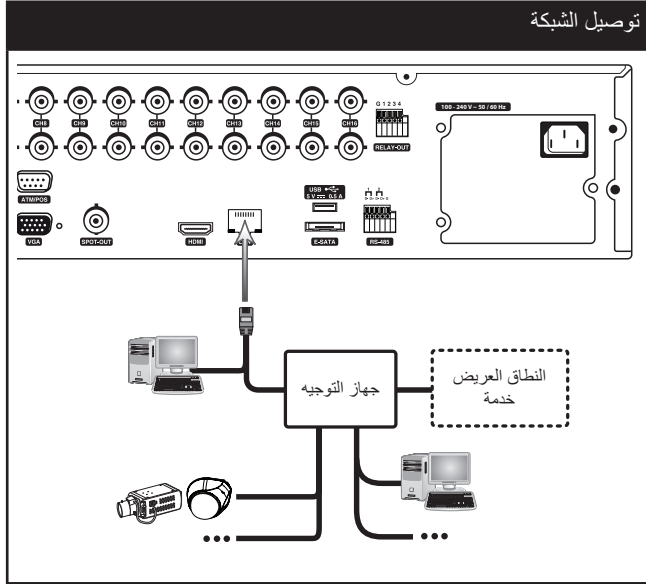 توصيل الشبكة
G 1 2 3 4
100 - 240 V ~ 50 / 60 Hz
CH8 CH9 CH10 CH11 CH12 CH13 CH14 CH15 CH16
RELAY-OUT
ATM/POS
USB
5 V 0.5 A
VGA
SPOT-OUT
HDMI
E-SATA
RS-485
جهاز التوجيه
النطاق العريض
خدمة